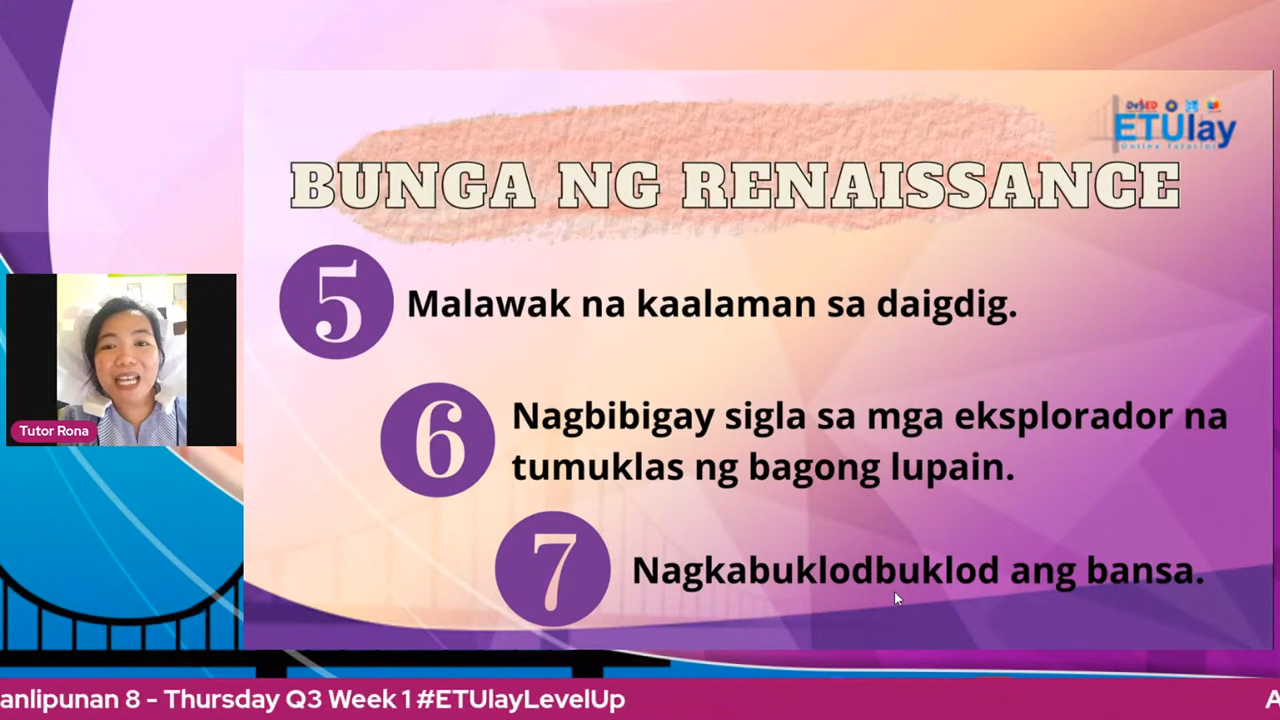 DepED
ETUlay
Online Tutorial
BUNGA NG RENAISSANCE
5
Malawak na kaalaman sa daigdig.
6
Nagbibigay sigla sa mga eksplorador na
tumuklas ng bagong lupain.
7
Nagkabuklodbuklod ang bansa.
Tutor Rona
anlipunan 8 - Thursday Q3 Week 1 #ETUlayLevelUp
A